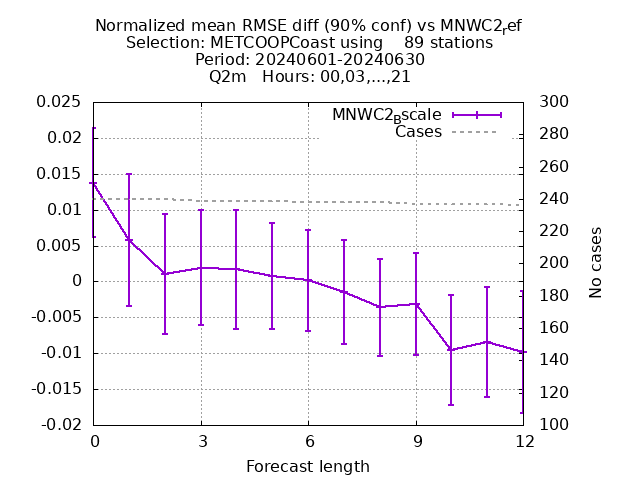 Normalized mean RMSE diff (90% conf) vs MNWC2ref
Selection: METCOOPCoast using 89 stations
Period: 20240601-20240630
Q2m Hours: 00,03,...,21
MNWC2Bscale
Cases
0.025
0.02
0.015
0.01
0.005
0
-0.005
-0.01
-0.015
-0.02
300
280
260
240
220
200
180
160
140
120
100
No cases
0 3 6 9 12
Forecast length